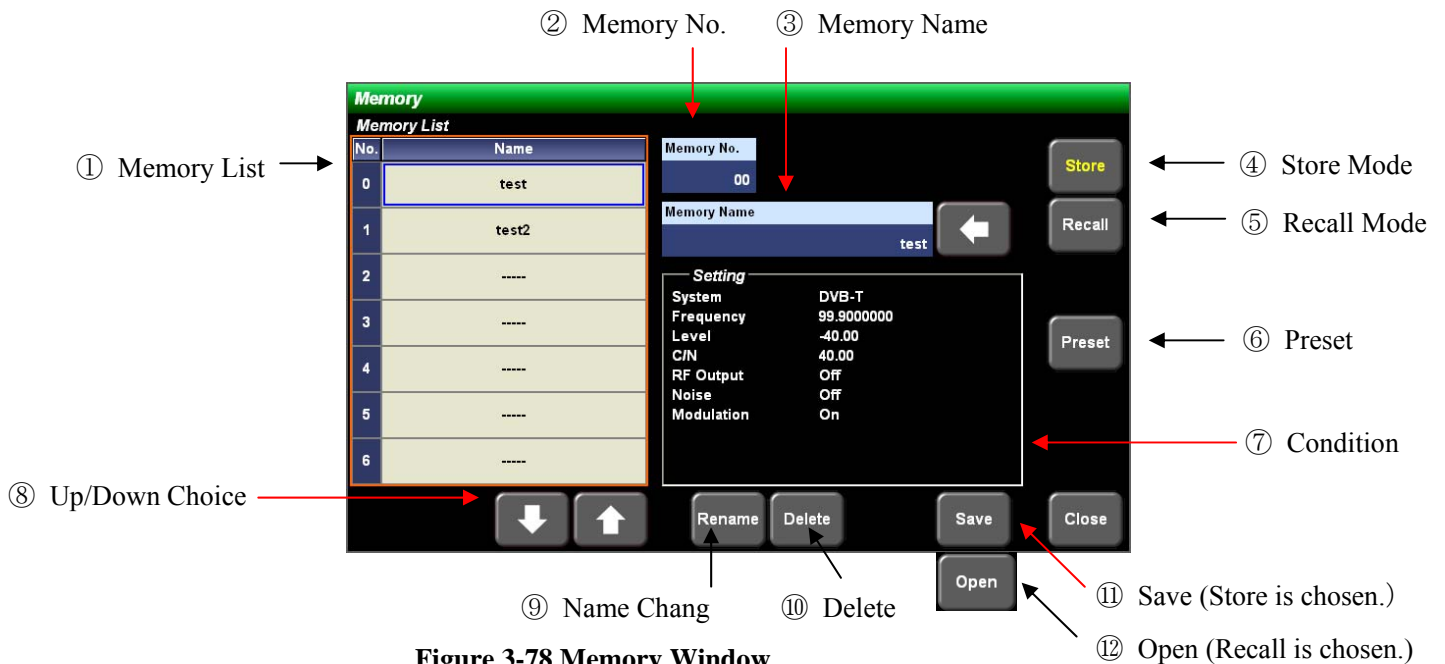 ② Memory No.
③ Memory Name
Memory
Memory List
No. Name
0 test
1 test2
2 -----
3 -----
4 -----
5 -----
6 -----
Memory No.
00
Memory Name
test
Setting
System DVB-T
Frequency 99.9000000
Level -40.00
C/N 40.00
RF Output Off
Noise Off
Modulation On
Store
Recall
Preset
Rename
Delete
Save
Close
Open
① Memory List
④ Store Mode
⑤ Recall Mode
⑥ Preset
⑦ Condition
⑧ Up/Down Choice
⑨ Name Chang
⑩ Delete
⑪ Save (Store is chosen.）
⑫ Open (Recall is chosen.)
Figure 3-78 Memory Window